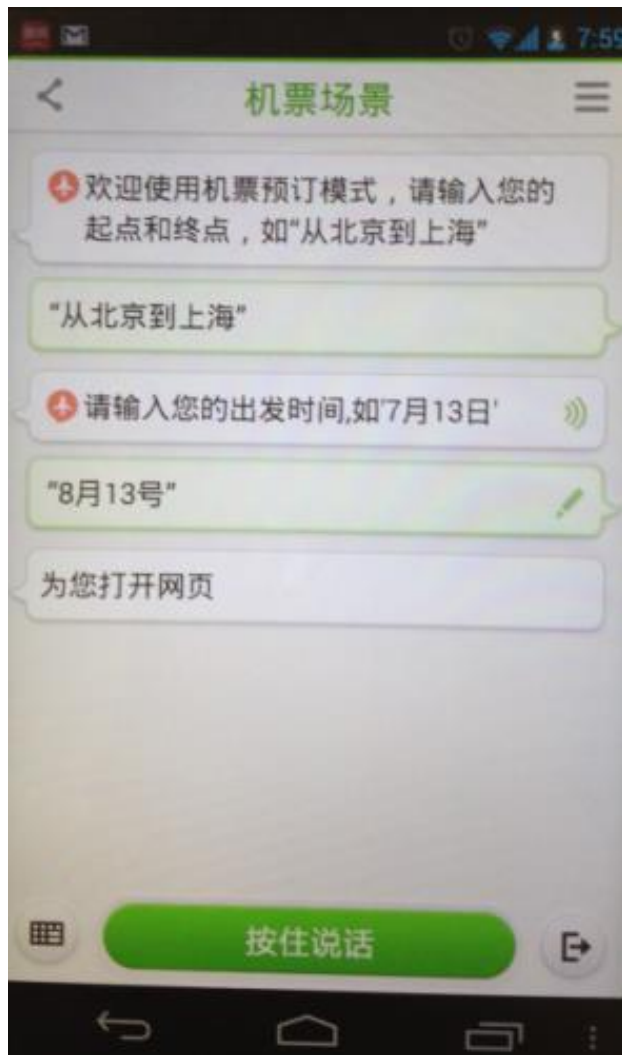 7:59
机票场景
欢迎使用机票预订模式，请输入您的
起点和终点，如“从北京到上海”
“从北京到上海”
请输入您的出发时间,如'7月13日'
“8月13号”
为您打开网页
按住说话